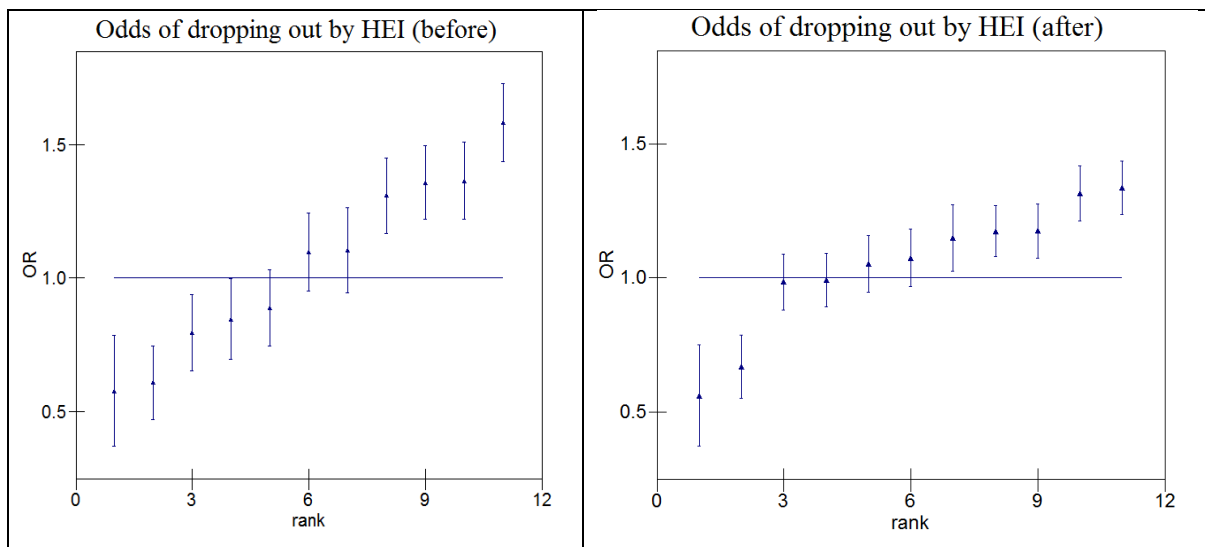 Odds of dropping out by HEI (before)
1.5
1.0
0.5
OR
0 3 6 9 12
rank
Odds of dropping out by HEI (after)
1.5
1.0
0.5
OR
0 3 6 9 12
rank